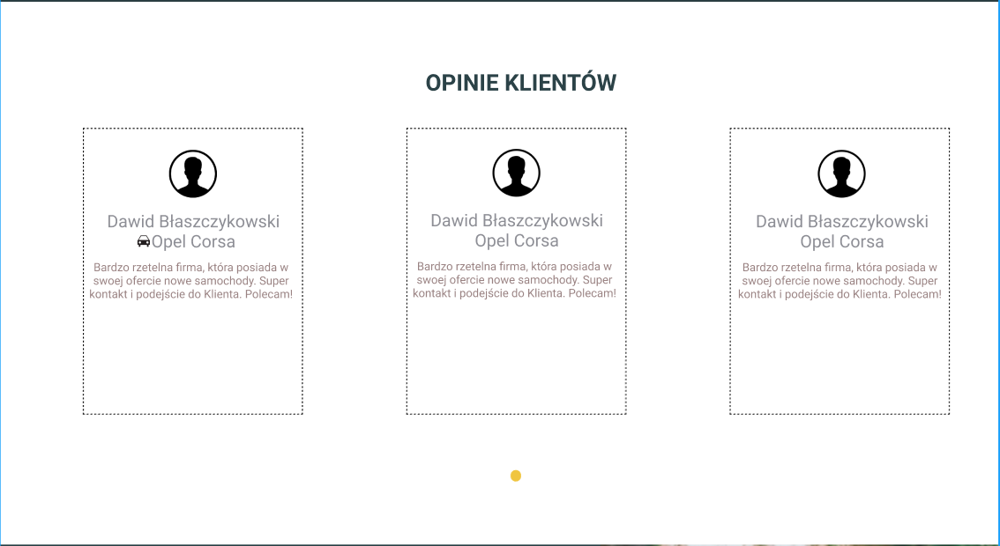 OPINIE KLIENTÓW
Dawid Błaszczykowski
Opel Corsa
Bardzo rzetelna firma, która posiada w
swojej ofercie nowe samochody. Super
kontakt i podejście do Klienta. Polecam!
Dawid Błaszczykowski
Opel Corsa
Bardzo rzetelna firma, która posiada w
swojej ofercie nowe samochody. Super
kontakt i podejście do Klienta. Polecam!
Dawid Błaszczykowski
Opel Corsa
Bardzo rzetelna firma, która posiada w
swojej ofercie nowe samochody. Super
kontakt i podejście do Klienta. Polecam!